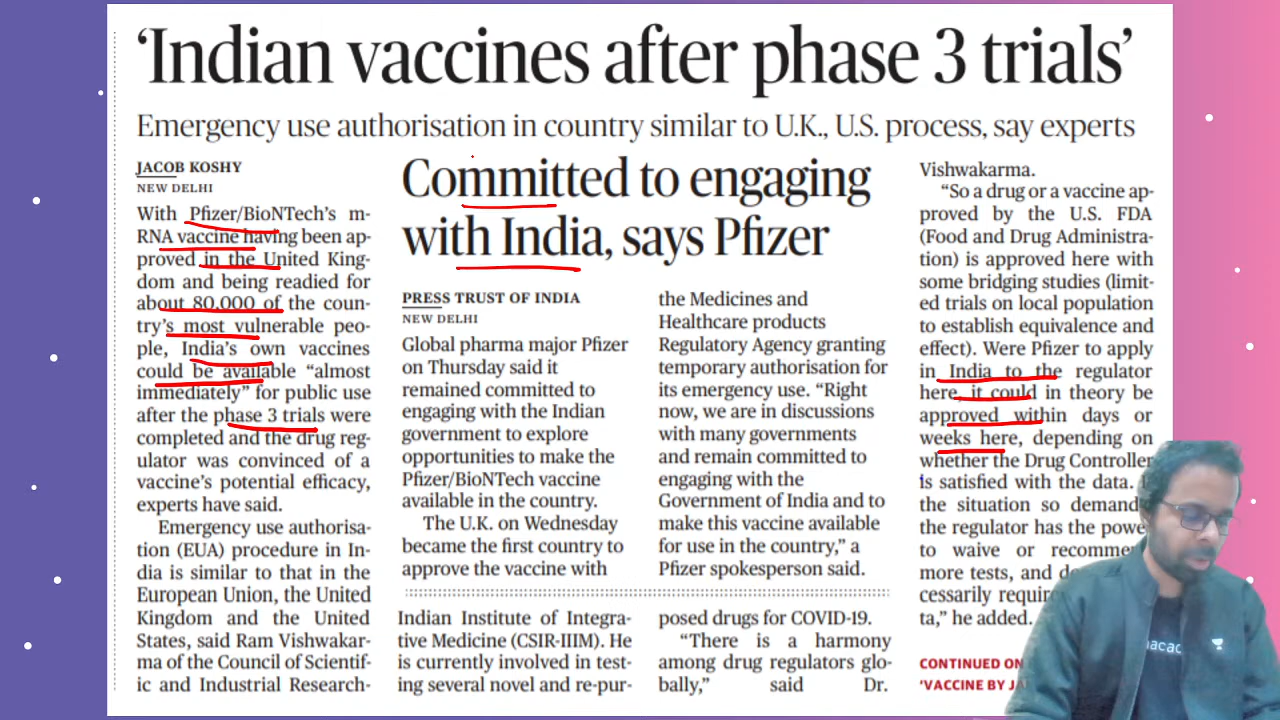 ‘Indian vaccines after phase 3 trials’
Emergency use authorisation in country similar to U.K., U.S. process, say experts
JACOB KOSHY
NEW DELHI
With Pfizer/BioNTech’s m-
RNA vaccine having been ap-
proved in the United King-
dom and being readied for
about 80,000 of the coun-
try’s most vulnerable peo-
ple, India’s own vaccines
could be available “almost
immediately” for public use
after the phase 3 trials were
completed and the drug reg-
ulator was convinced of a
vaccine’s potential efficacy,
experts have said.
Emergency use authorisa-
tion (EUA) procedure in In-
dia is similar to that in the
European Union, the United
Kingdom and the United
States, said Ram Vishwakar-
ma of the Council of Scientif-
ic and Industrial Research-
Committed to engaging
with India, says Pfizer
PRESS TRUST OF INDIA
NEW DELHI
Global pharma major Pfizer
on Thursday said it
remained committed to
engaging with the Indian
government to explore
opportunities to make the
Pfizer/BioNTech vaccine
available in the country.
The U.K. on Wednesday
became the first country to
approve the vaccine with
the Medicines and
Healthcare products
Regulatory Agency granting
temporary authorisation for
its emergency use. “Right
now, we are in discussions
with many governments
and remain committed to
engaging with the
Government of India and to
make this vaccine available
for use in the country,” a
Pfizer spokesperson said.
Indian Institute of Integra-
tive Medicine (CSIR-IIIM). He
is currently involved in test-
ing several novel and re-pur-
posed drugs for COVID-19.
“There is a harmony
among drug regulators glo-
bally,” said Dr.
Vishwakarma.
“So a drug or a vaccine ap-
proved by the U.S. FDA
(Food and Drug Administra-
tion) is approved here with
some bridging studies (limit-
ed trials on local population
to establish equivalence and
effect). Were Pfizer to apply
in India to the regulator
here, it could in theory be
approved within days or
weeks here, depending on
whether the Drug Controller
is satisfied with the data.
the situation so demand
the regulator has the powe
to waive or recomme
more tests, and d
cessarily requir
ta,” he added.
CONTINUED ON
‘VACCINE BY JA